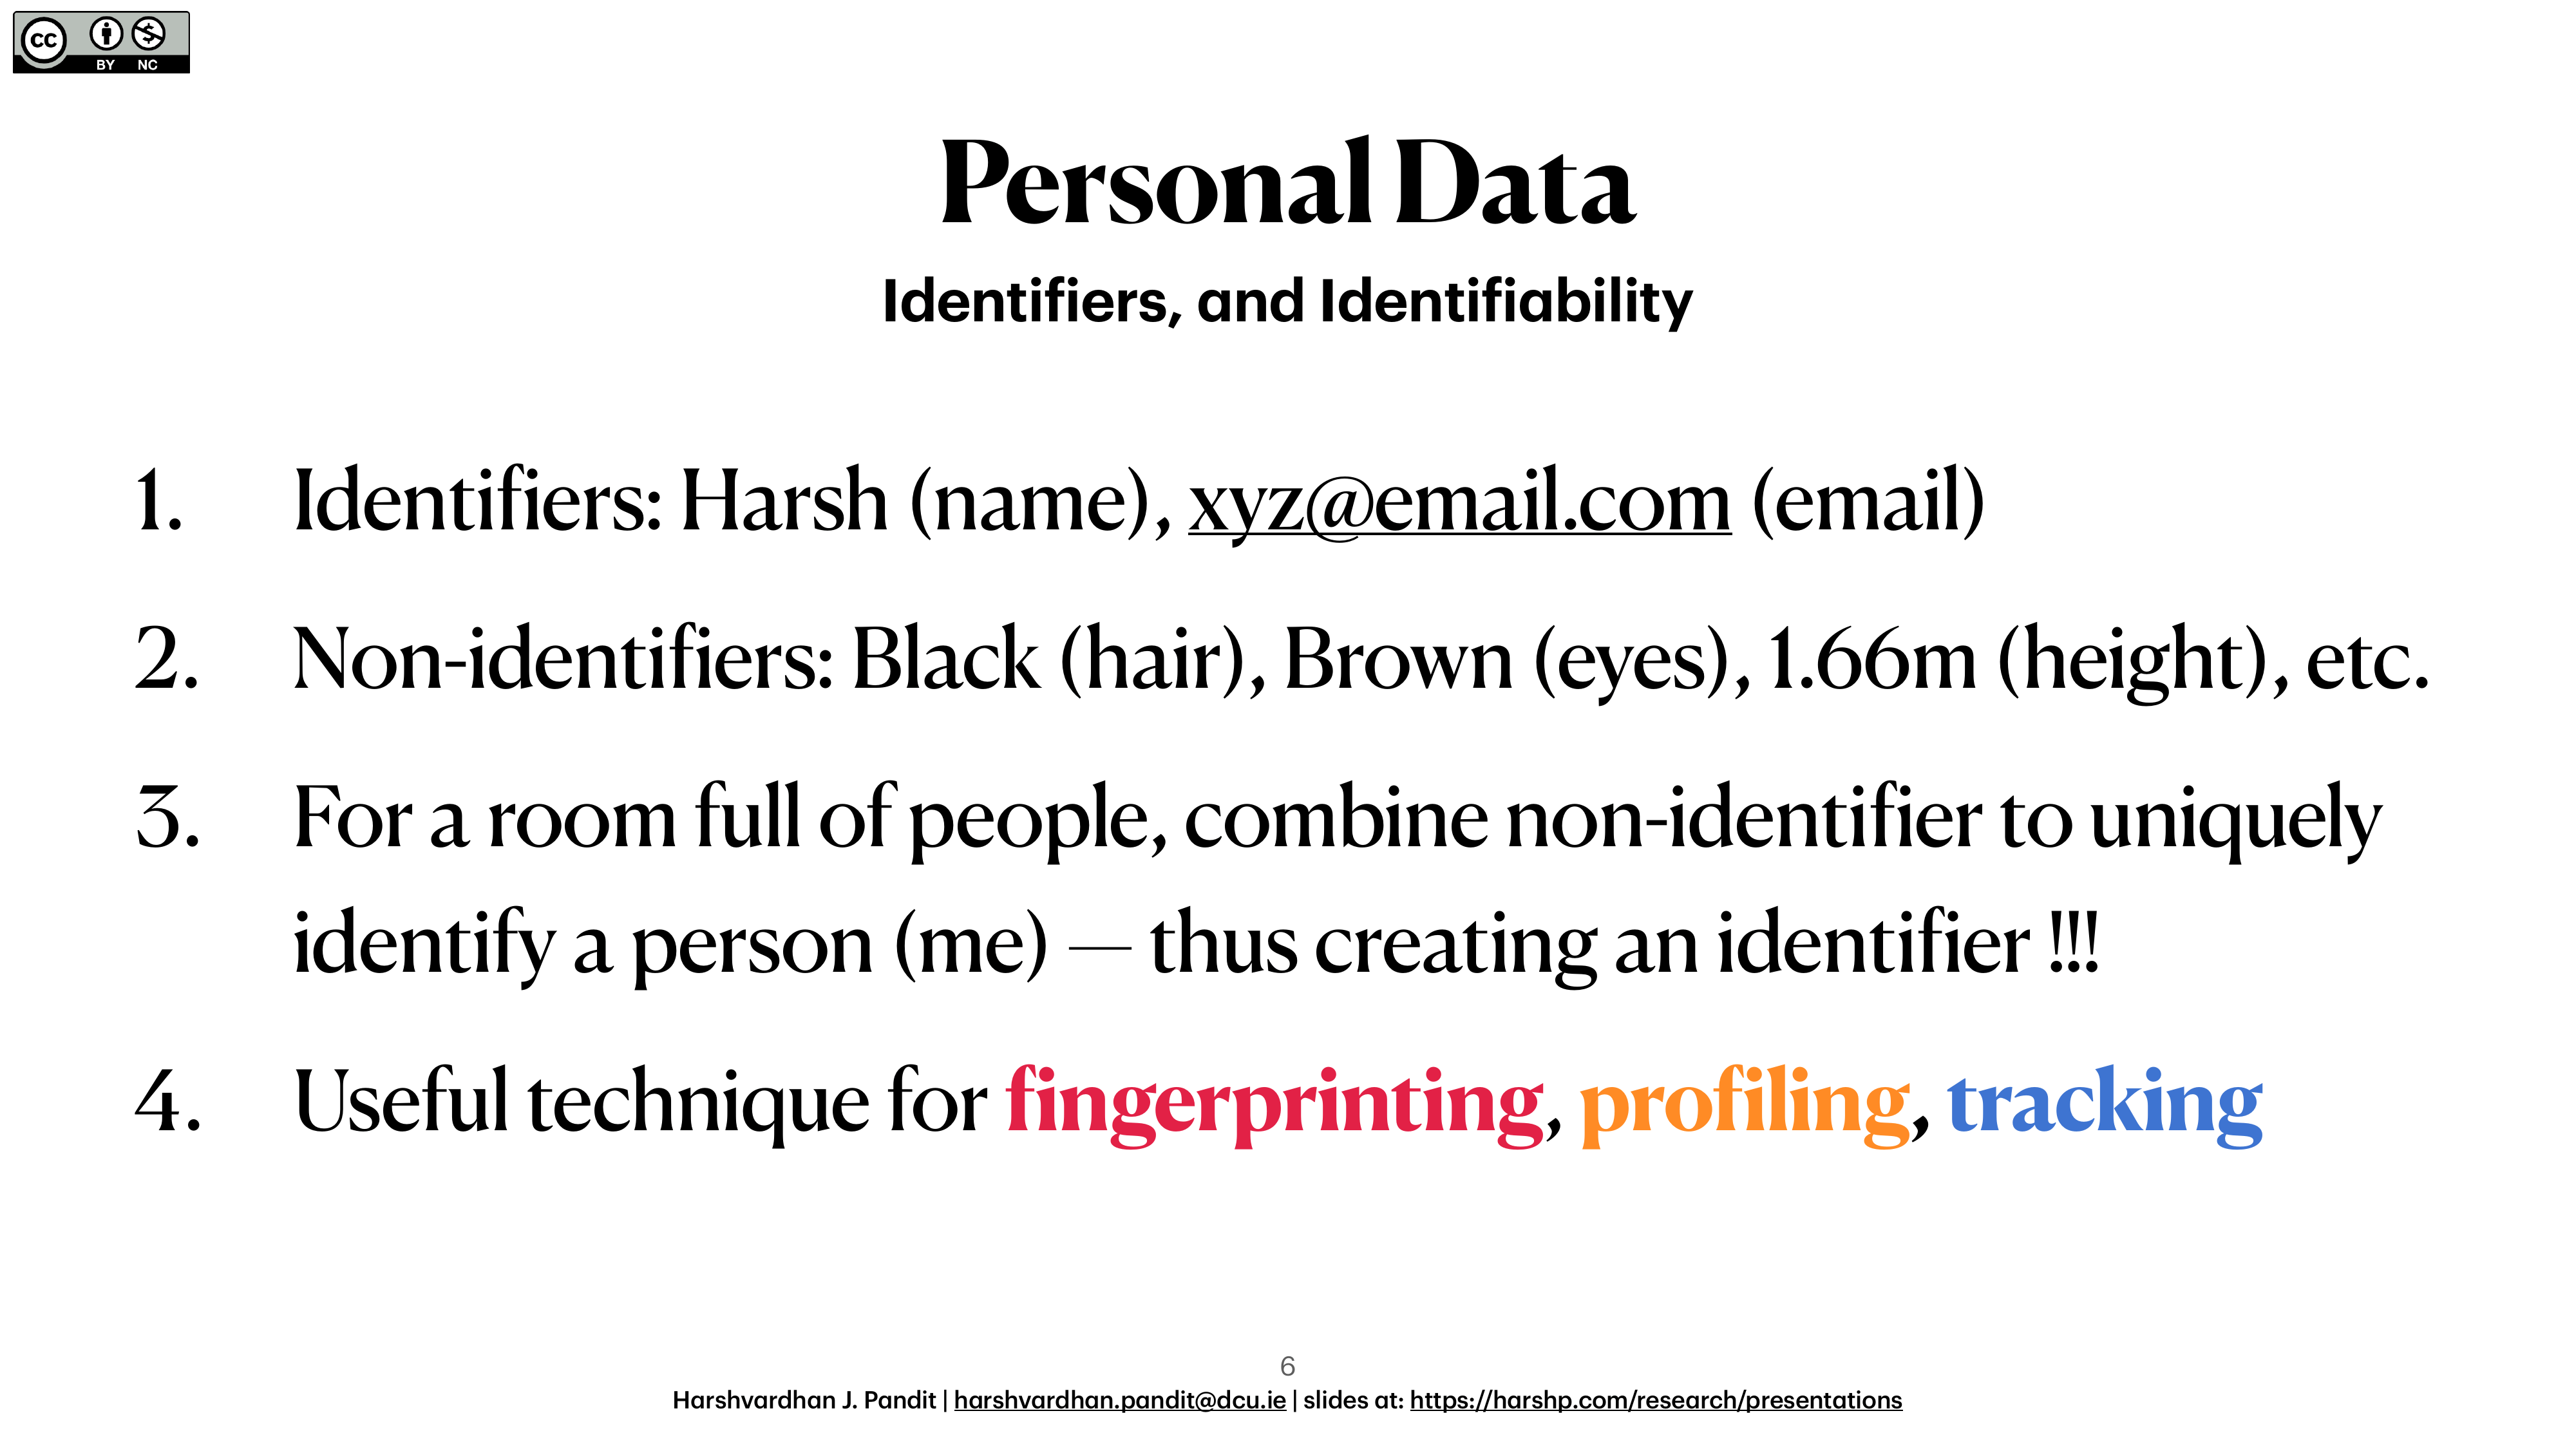 cc BY NC
Personal Data
Identifiers, and Identifiability
1. Identifiers: Harsh (name), xyz@email.com (email)
2. Non-identifiers: Black (hair), Brown (eyes), 1.66m (height), etc.
3. For a room full of people, combine non-identifier to uniquely
identify a person (me) — thus creating an identifier !!!
4. Useful technique for fingerprinting, profiling, tracking
6
Harshvardhan J. Pandit | harshvardhan.pandit@dcu.ie | slides at: https://harshp.com/research/presentations